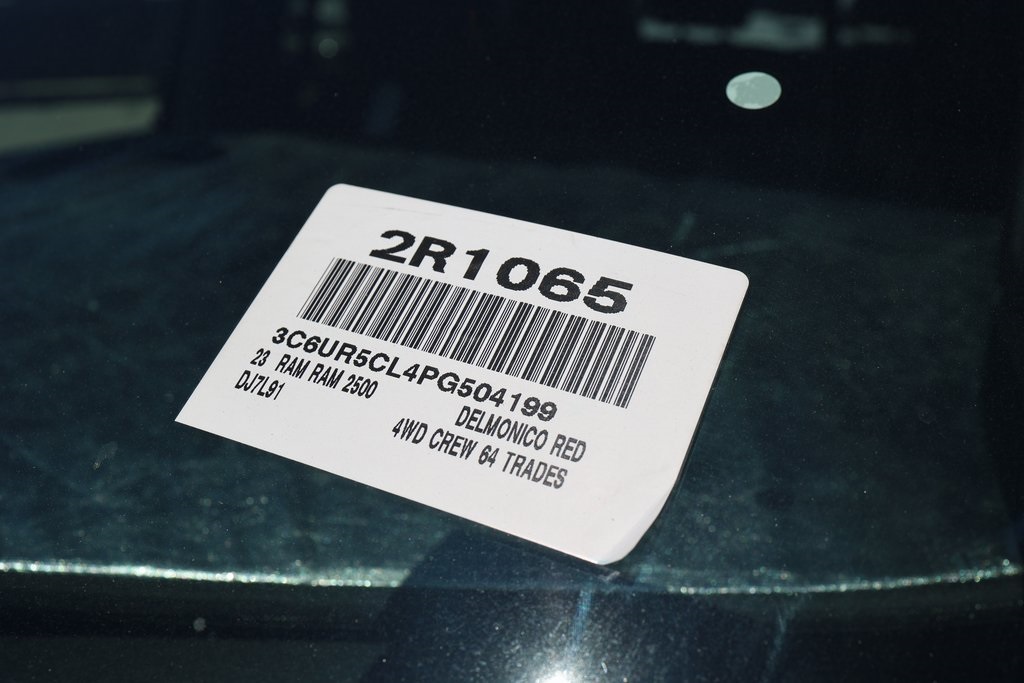 2R1065
3C6UR5CL4PG504199
23 RAM RAM 2500
DJ7L91
DELMONICO RED
4WD CREW 64 TRADES